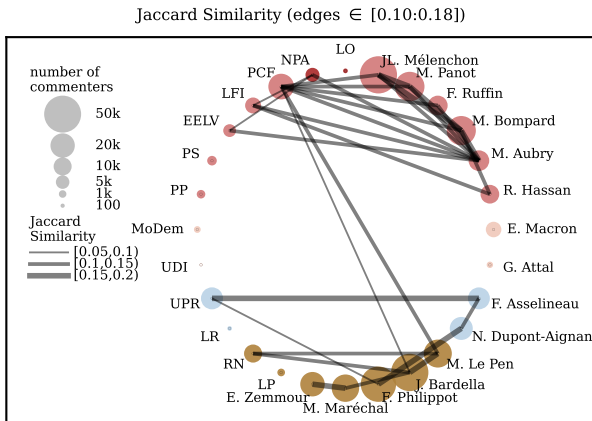 Jaccard Similarity (edges ∈ [0.10:0.18])
LO
NPA
JL. Mélenchon
PCF
M. Panot
number of
commenters
LFI
F. Ruffin
50k
EELV
M. Bompard
20k
PS
M. Aubry
10k
5k
PP
R. Hassan
1k
100
Jaccard
Similarity
MoDem
E. Macron
[0.05,0.1)
[0.1,0.15)
UDI
G. Attal
[0.15,0.2)
UPR
F. Asselineau
LR
N. Dupont-Aignan
RN
M. Le Pen
LP
J. Bardella
E. Zemmour
F. Philippot
M. Maréchal